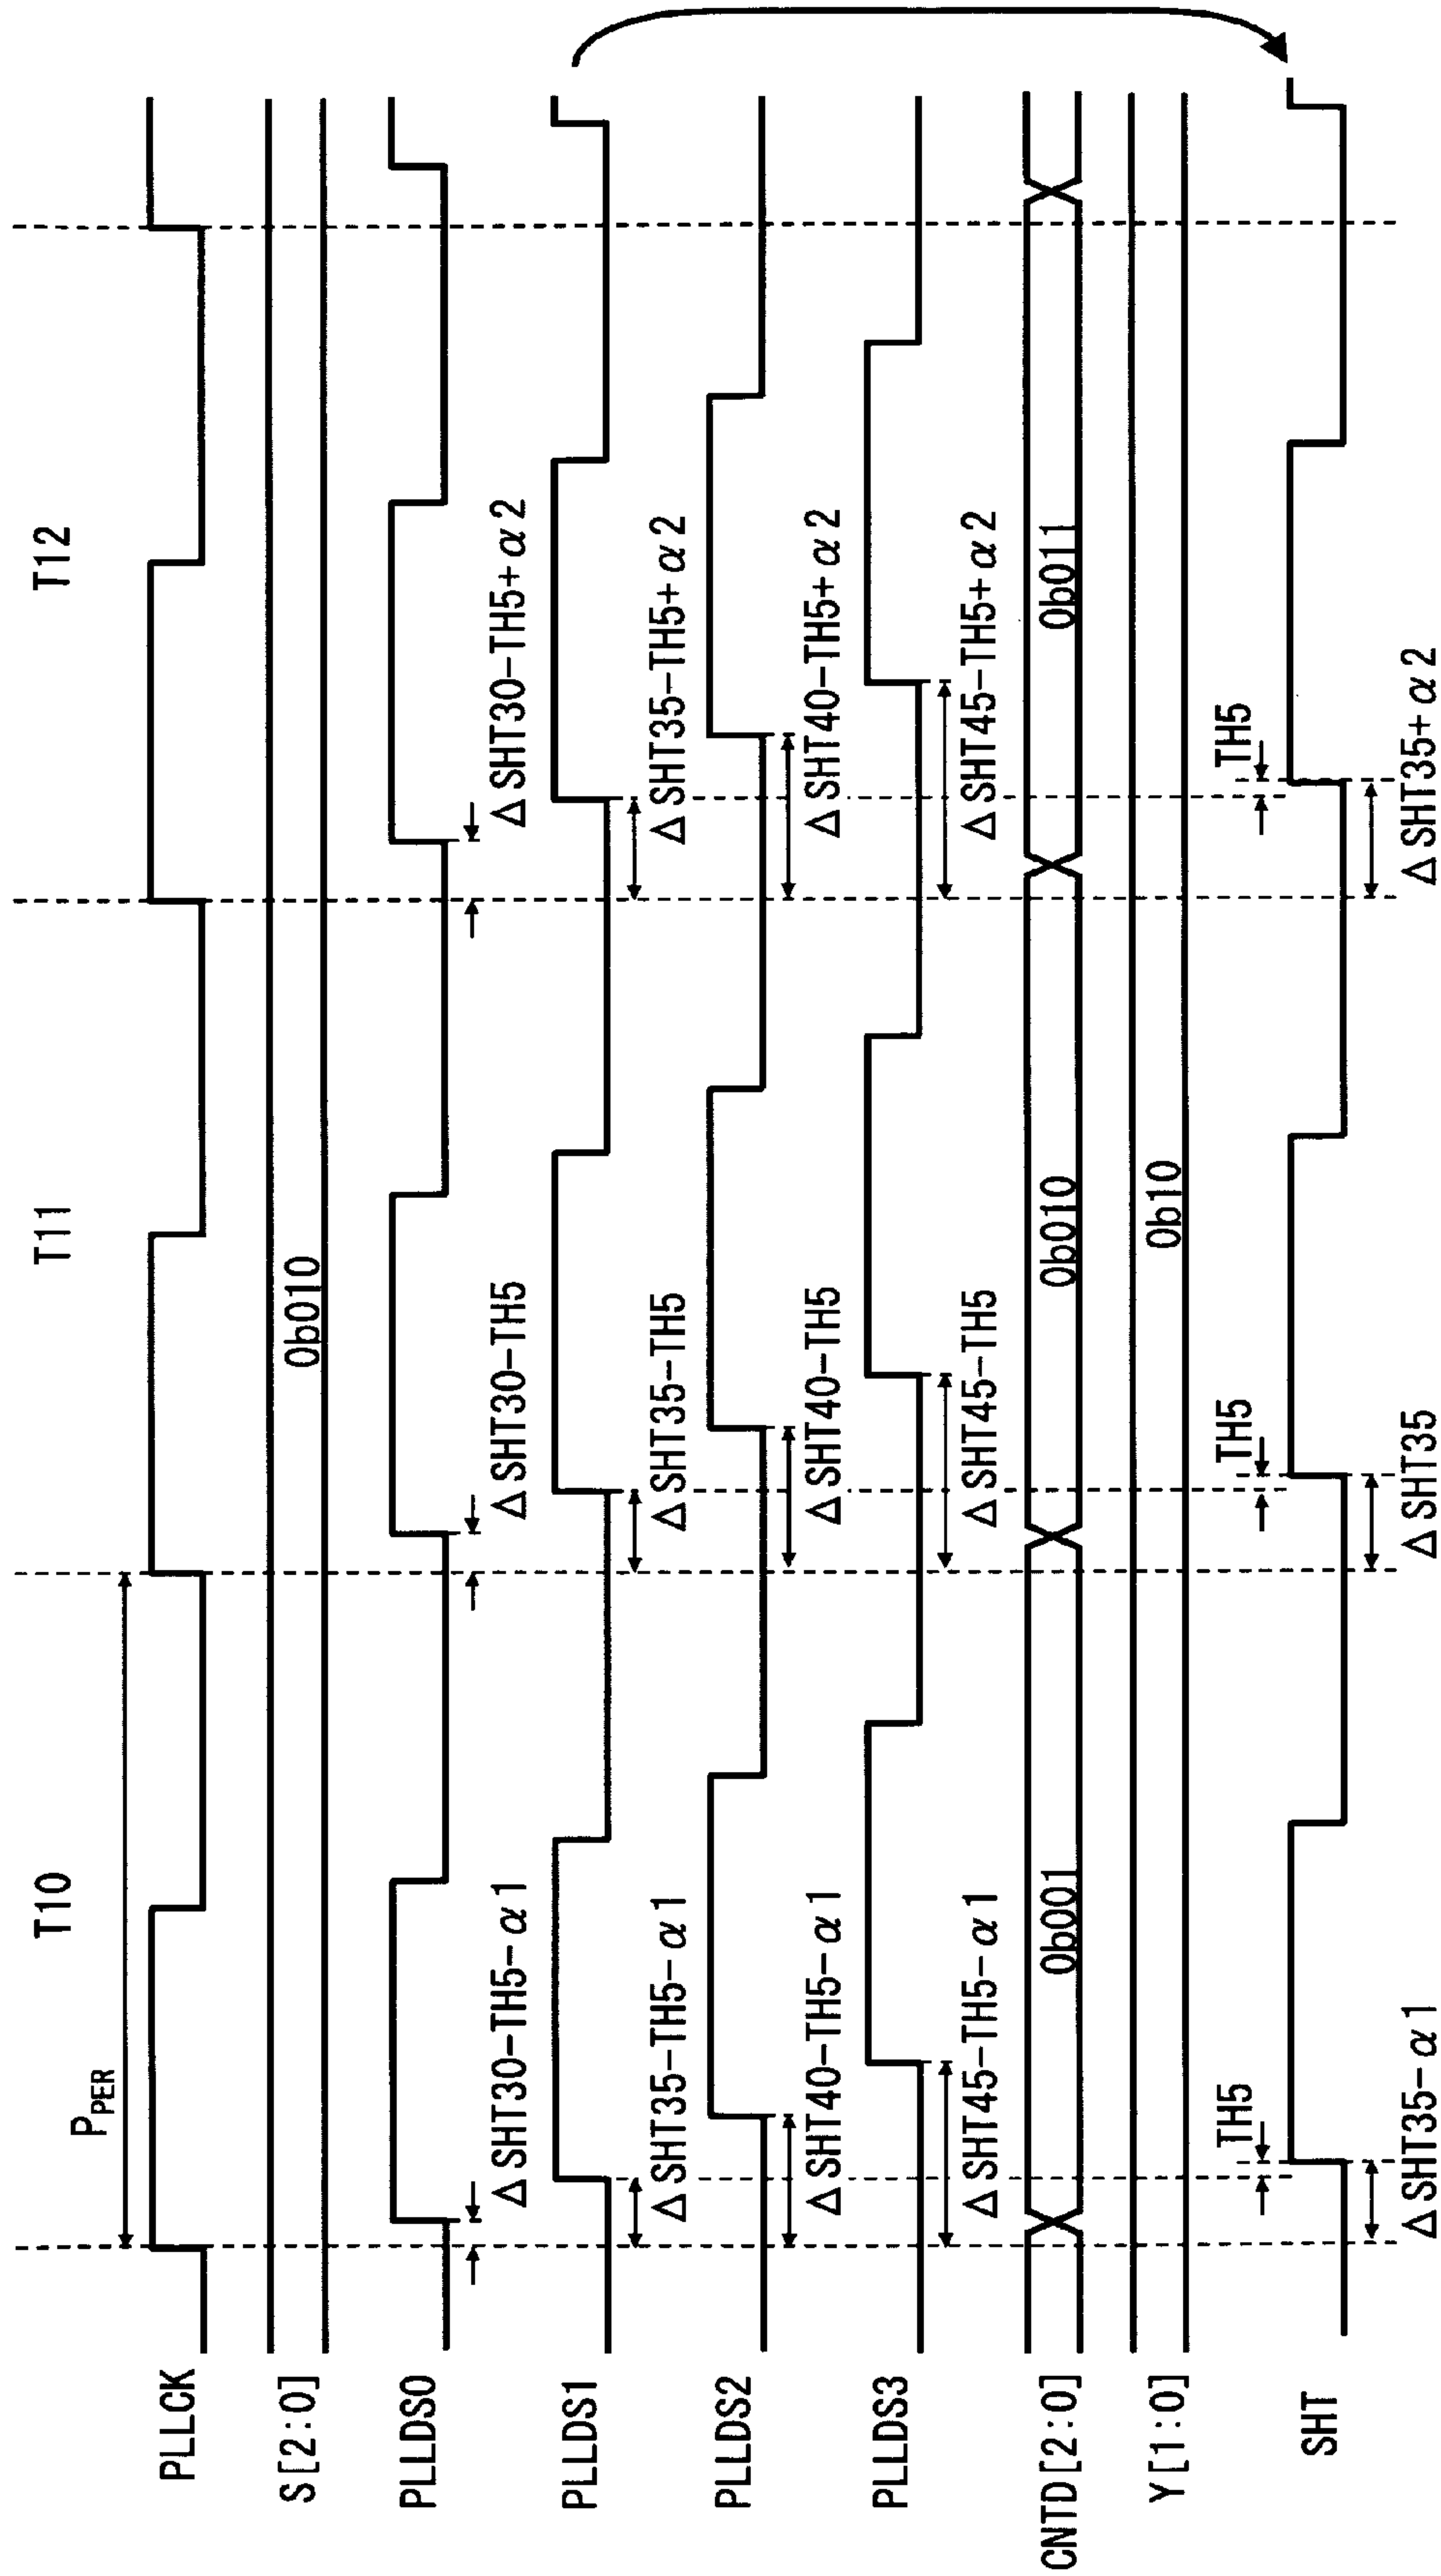 T10 T11 T12
PPER
PLLCK
S[2:0] 0b010
PLLDS0
ΔSHT30-TH5-α1 ΔSHT30-TH5 ΔSHT30-TH5+α2
PLLDS1
ΔSHT35-TH5-α1 ΔSHT35-TH5 ΔSHT35-TH5+α2
PLLDS2
ΔSHT40-TH5-α1 ΔSHT40-TH5 ΔSHT40-TH5+α2
PLLDS3
ΔSHT45-TH5-α1 ΔSHT45-TH5 ΔSHT45-TH5+α2
CNTD[2:0] 0b001 0b010 0b011
Y[1:0] 0b10
TH5 TH5 TH5
SHT
ΔSHT35-α1 ΔSHT35 ΔSHT35+α2